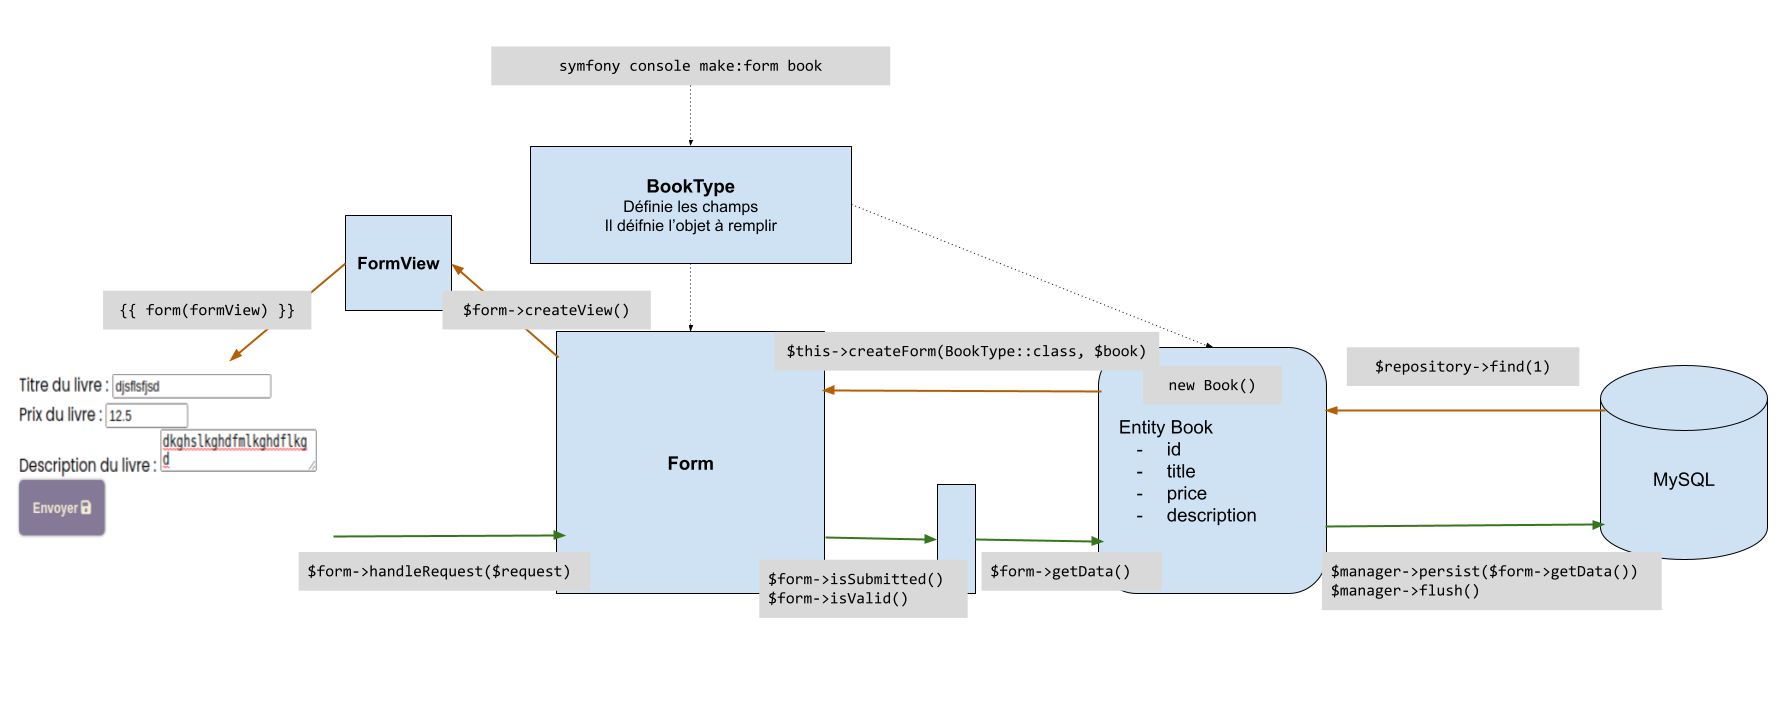 symfony console make:form book
BookType
Définie les champs
Il déifnie l'objet à remplir
FormView
{{ form(formView) }}
$form->createView()
$this->createForm(BookType::class, $book)
new Book()
$repository->find(1)
Titre du livre : djsflsfjsd
Prix du livre : 12.5
Description du livre : dkghslkghdfmlkghdflkg
d
Envoyer
Form
Entity Book
- id
- title
- price
- description
MySQL
$form->handleRequest($request)
$form->isSubmitted()
$form->isValid()
$form->getData()
$manager->persist($form->getData())
$manager->flush()